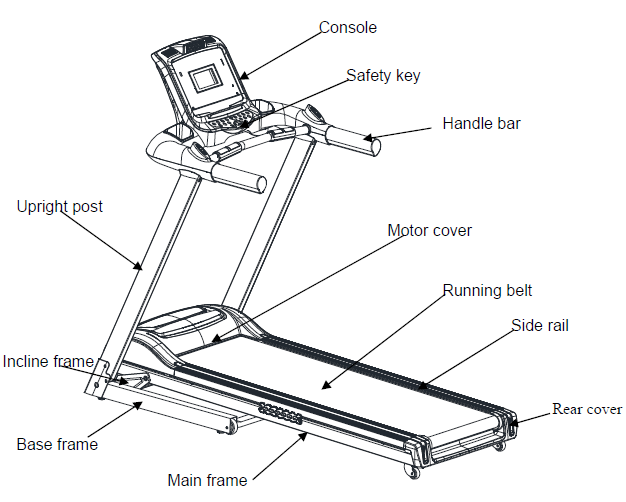 Console
Safety key
Handle bar
Upright post
Motor cover
Running belt
Side rail
Incline frame
Rear cover
Base frame
Main frame